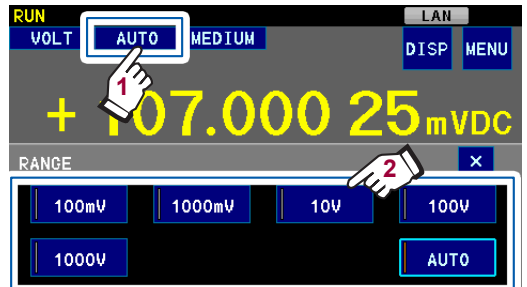 RUN LAN
VOLT AUTO MEDIUM DISP MENU
1
+ 107.000 25 mVDC
2
RANGE ×
100mV 1000mV 10V 100V
1000V AUTO